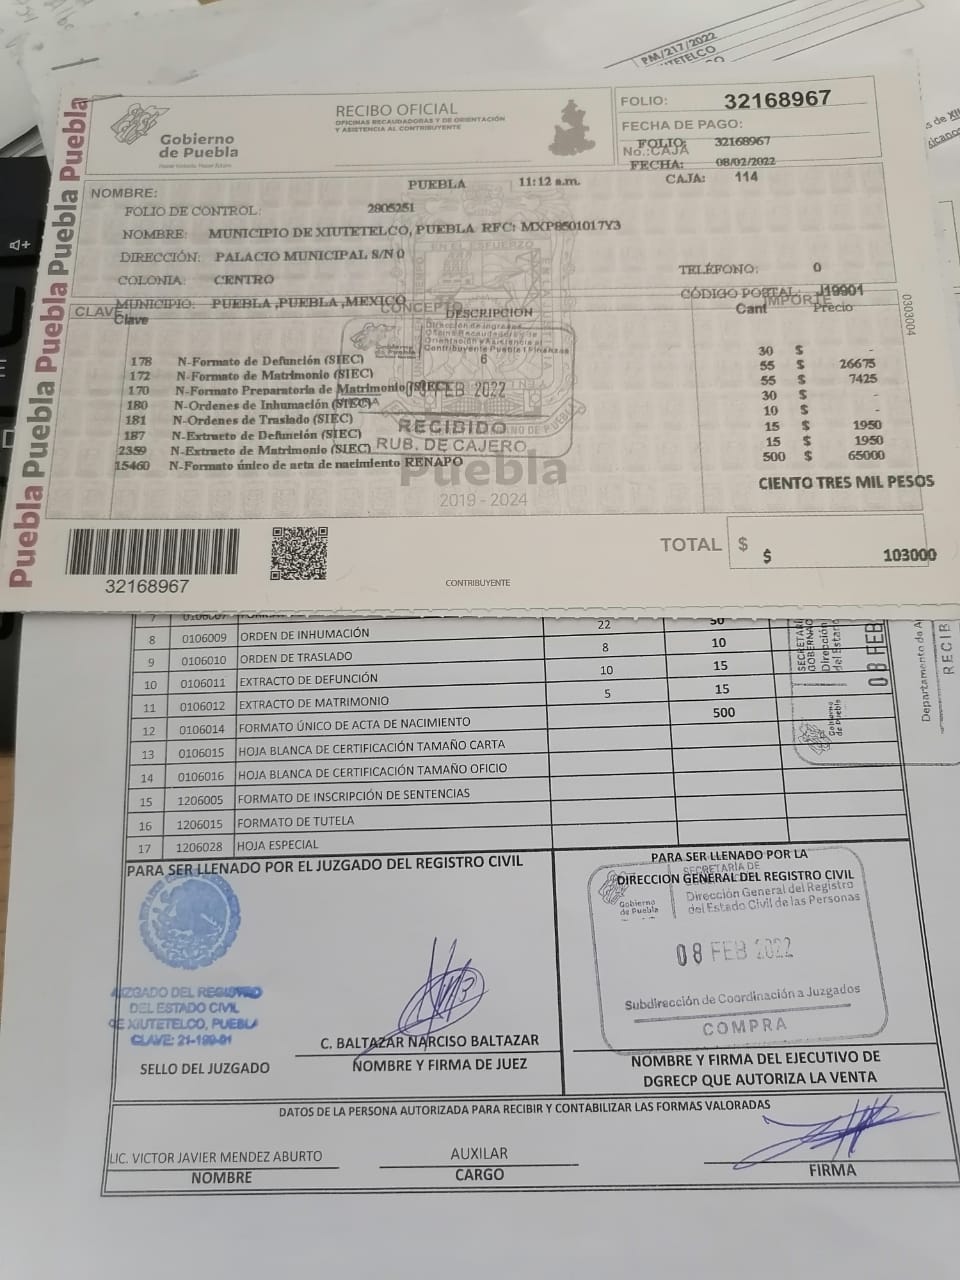 PM/217/2022
Puebla Puebla Puebla Puebla Puebla Puebla
Gobierno
de Puebla
RECIBO OFICIAL
OFICINAS RECAUDADORAS Y DE ORIENTACIÓN
Y ASISTENCIA AL CONTRIBUYENTE
FOLIO: 32168967
FECHA DE PAGO:
FOLIO: 32168967
No.:CAJA
FECHA: 08/02/2022
PUEBLA 11:12 a.m. CAJA: 114
NOMBRE:
FOLIO DE CONTROL: 2805251
NOMBRE: MUNICIPIO DE XIUTETELCO, PUEBLA RFC: MXP8501017Y3
DIRECCIÓN: PALACIO MUNICIPAL S/N 0
COLONIA: CENTRO TELÉFONO: 0
MUNICIPIO: PUEBLA ,PUEBLA ,MEXICO CÓDIGO POSTAL: J19901
CLAVE CONCEPTO IMPORTE
Clave DESCRIPCION Cant Precio
0303004
Dirección de Ingresos
Oficina Recaudadora de
Orientación y Asistencia al
Contribuyente Puebla I Finanzas
6
178 N-Formato de Defunción (SIEC) 30 $ -
172 N-Formato de Matrimonio (SIEC) 55 $ 26675
170 N-Formato Preparatoria de Matrimonio (SIEC) 55 $ 7425
180 N-Ordenes de Inhumación (SIEC) 30 $ -
181 N-Ordenes de Traslado (SIEC) 10 $ -
187 N-Extracto de Defunción (SIEC) 15 $ 1950
2359 N-Extracto de Matrimonio (SIEC) 15 $ 1950
15460 N-Formato único de acta de nacimiento RENAPO 500 $ 65000
FEB 2022
RECIBIDO
RUB. DE CAJERO
Puebla
2019 - 2024
CIENTO TRES MIL PESOS
TOTAL $
$ 103000
32168967
CONTRIBUYENTE
8 0106009 ORDEN DE INHUMACIÓN 22 30
9 0106010 ORDEN DE TRASLADO 8 10
10 0106011 EXTRACTO DE DEFUNCIÓN 10 15
11 0106012 EXTRACTO DE MATRIMONIO 5 15
12 0106014 FORMATO ÚNICO DE ACTA DE NACIMIENTO 500
13 0106015 HOJA BLANCA DE CERTIFICACIÓN TAMAÑO CARTA
14 0106016 HOJA BLANCA DE CERTIFICACIÓN TAMAÑO OFICIO
15 1206005 FORMATO DE INSCRIPCIÓN DE SENTENCIAS
16 1206015 FORMATO DE TUTELA
17 1206028 HOJA ESPECIAL
Gobierno
de Puebla
08 FEB
Departamento de
RECIB
PARA SER LLENADO POR EL JUZGADO DEL REGISTRO CIVIL
JUZGADO DEL REGISTRO
DEL ESTADO CIVIL
DE XIUTETELCO, PUEBLA
CLAVE: 21-199-01
SELLO DEL JUZGADO
C. BALTAZAR NARCISO BALTAZAR
NOMBRE Y FIRMA DE JUEZ
PARA SER LLENADO POR LA
DIRECCION GENERAL DEL REGISTRO CIVIL
Gobierno
de Puebla
SECRETARÍA DE
Dirección General del Registro
del Estado Civil de las Personas
08 FEB 2022
Subdirección de Coordinación a Juzgados
COMPRA
NOMBRE Y FIRMA DEL EJECUTIVO DE
DGRECP QUE AUTORIZA LA VENTA
DATOS DE LA PERSONA AUTORIZADA PARA RECIBIR Y CONTABILIZAR LAS FORMAS VALORADAS
LIC. VICTOR JAVIER MENDEZ ABURTO AUXILAR
NOMBRE CARGO FIRMA